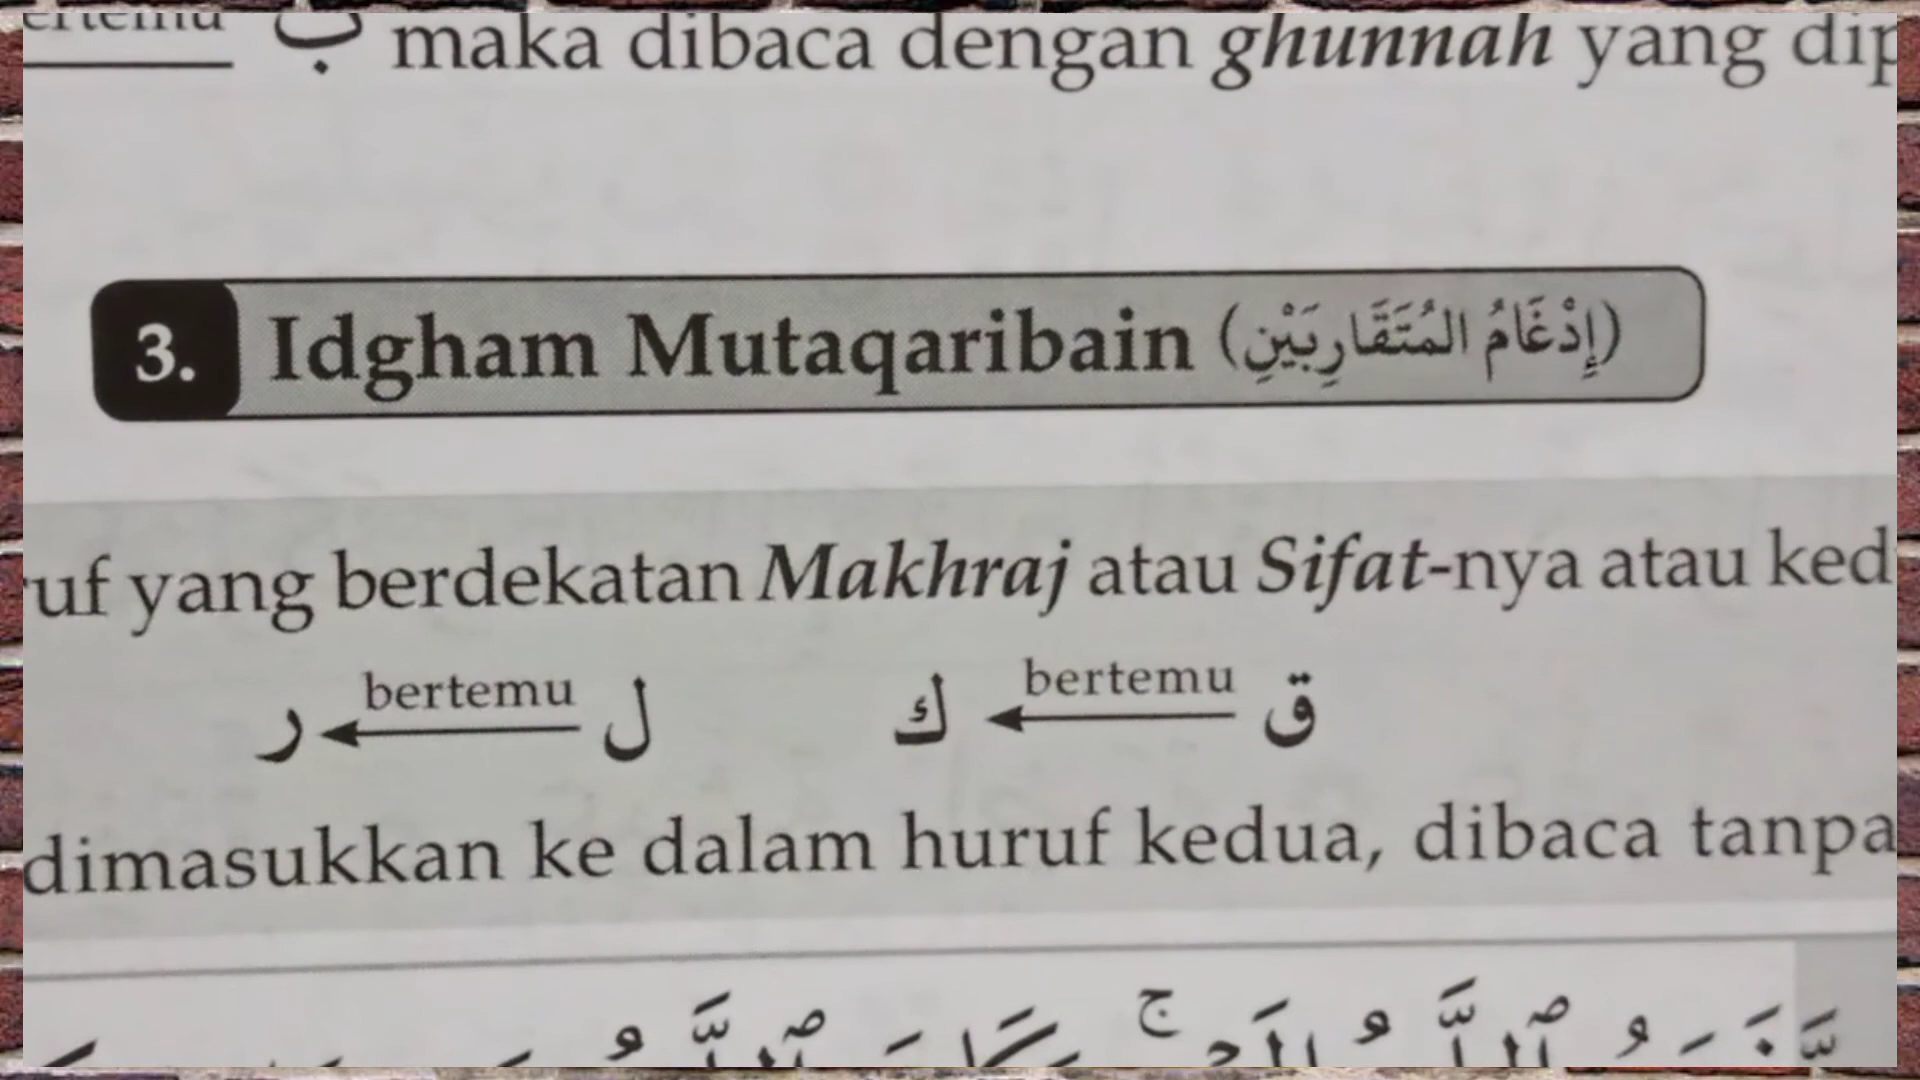 ب maka dibaca dengan ghunnah yang dip
3. Idgham Mutaqaribain (إِدْغَامُ المُتَقَارِبَيْنِ)
uf yang berdekatan Makhraj atau Sifat-nya atau ked
ق bertemu ك ل bertemu ر
dimasukkan ke dalam huruf kedua, dibaca tanpa